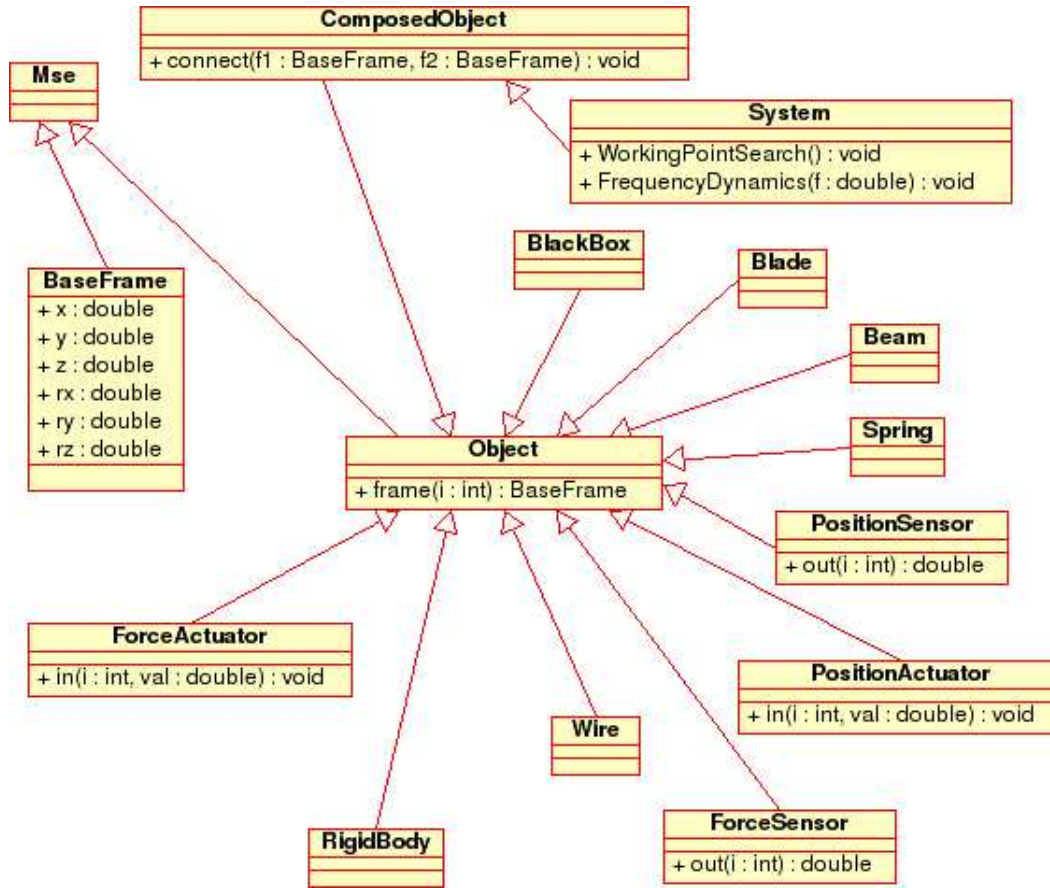 ComposedObject
+ connect(f1 : BaseFrame, f2 : BaseFrame) : void
Mse
System
+ WorkingPointSearch() : void
+ FrequencyDynamics(f : double) : void
BlackBox
Blade
BaseFrame
+ x : double
+ y : double
+ z : double
+ rx : double
+ ry : double
+ rz : double
Beam
Spring
Object
+ frame(i : int) : BaseFrame
PositionSensor
+ out(i : int) : double
ForceActuator
+ in(i : int, val : double) : void
PositionActuator
+ in(i : int, val : double) : void
Wire
RigidBody
ForceSensor
+ out(i : int) : double